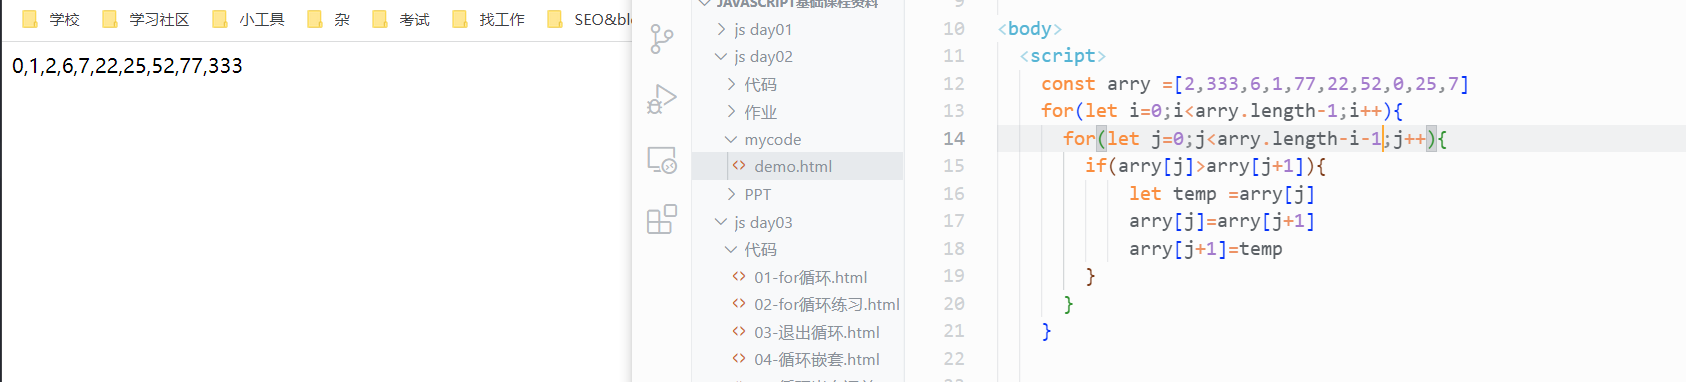 学校 学习社区 小工具 杂 考试 找工作
0,1,2,6,7,22,25,52,77,333
JAVASCRIPT基础课程资料
js day01
js day02
代码
作业
mycode
demo.html
PPT
js day03
代码
01-for循环.html
02-for循环练习.html
03-退出循环.html
04-循环嵌套.html
9
10 <body>
11 <script>
12 const arry =[2,333,6,1,77,22,52,0,25,7]
13 for(let i=0;i<arry.length-1;i++){
14 for(let j=0;j<arry.length-i-1;j++){
15 if(arry[j]>arry[j+1]){
16 let temp =arry[j]
17 arry[j]=arry[j+1]
18 arry[j+1]=temp
19 }
20 }
21 }
22